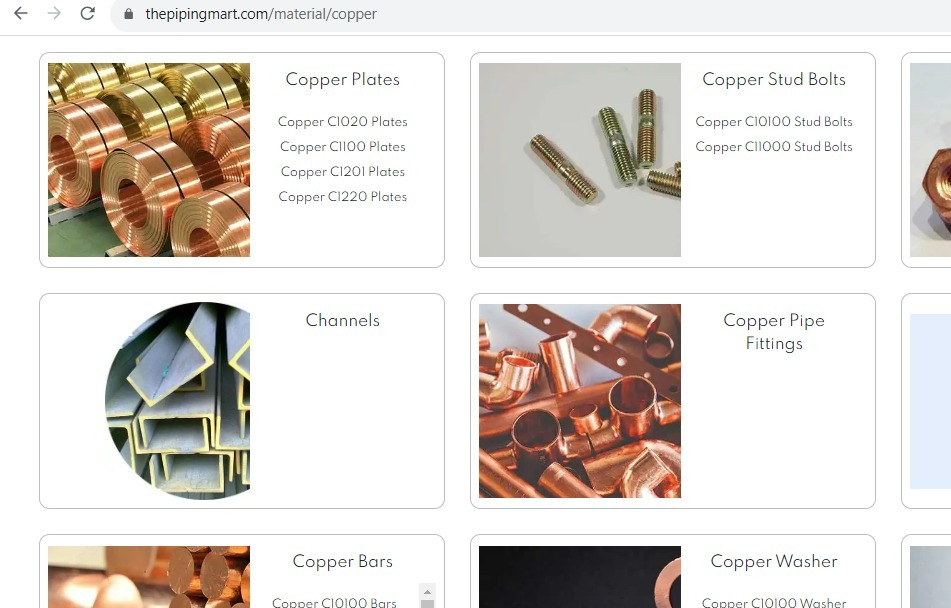 thepipingmart.com/material/copper
Copper Plates
Copper C1020 Plates
Copper C1100 Plates
Copper C1201 Plates
Copper C1220 Plates
Copper Stud Bolts
Copper C10100 Stud Bolts
Copper C11000 Stud Bolts
Channels
Copper Pipe
Fittings
Copper Bars
Copper C10100 Bars
Copper Washer
Copper C10100 Washer